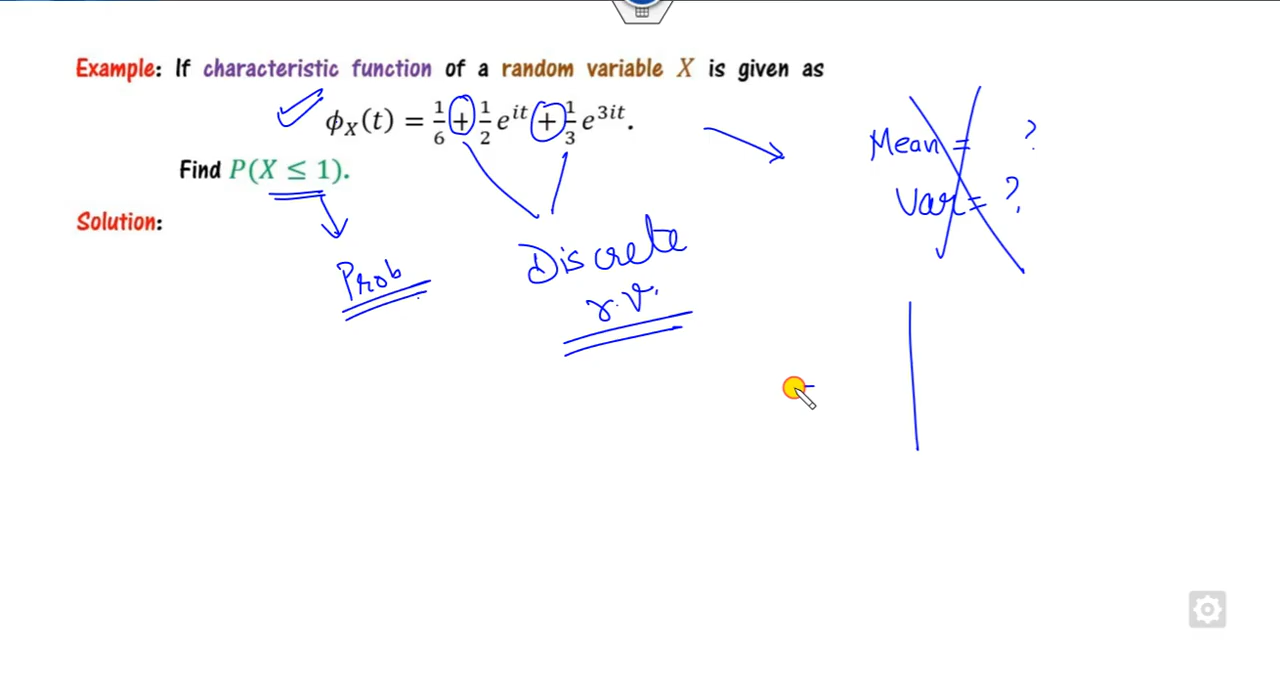 Example: If characteristic function of a random variable X is given as
ϕ_X(t) = 1/6 + 1/2 e^{it} + 1/3 e^{3it}.
Find P(X ≤ 1).
Solution:
Mean = ?
Var = ?
Prob
Discrete
r.v.